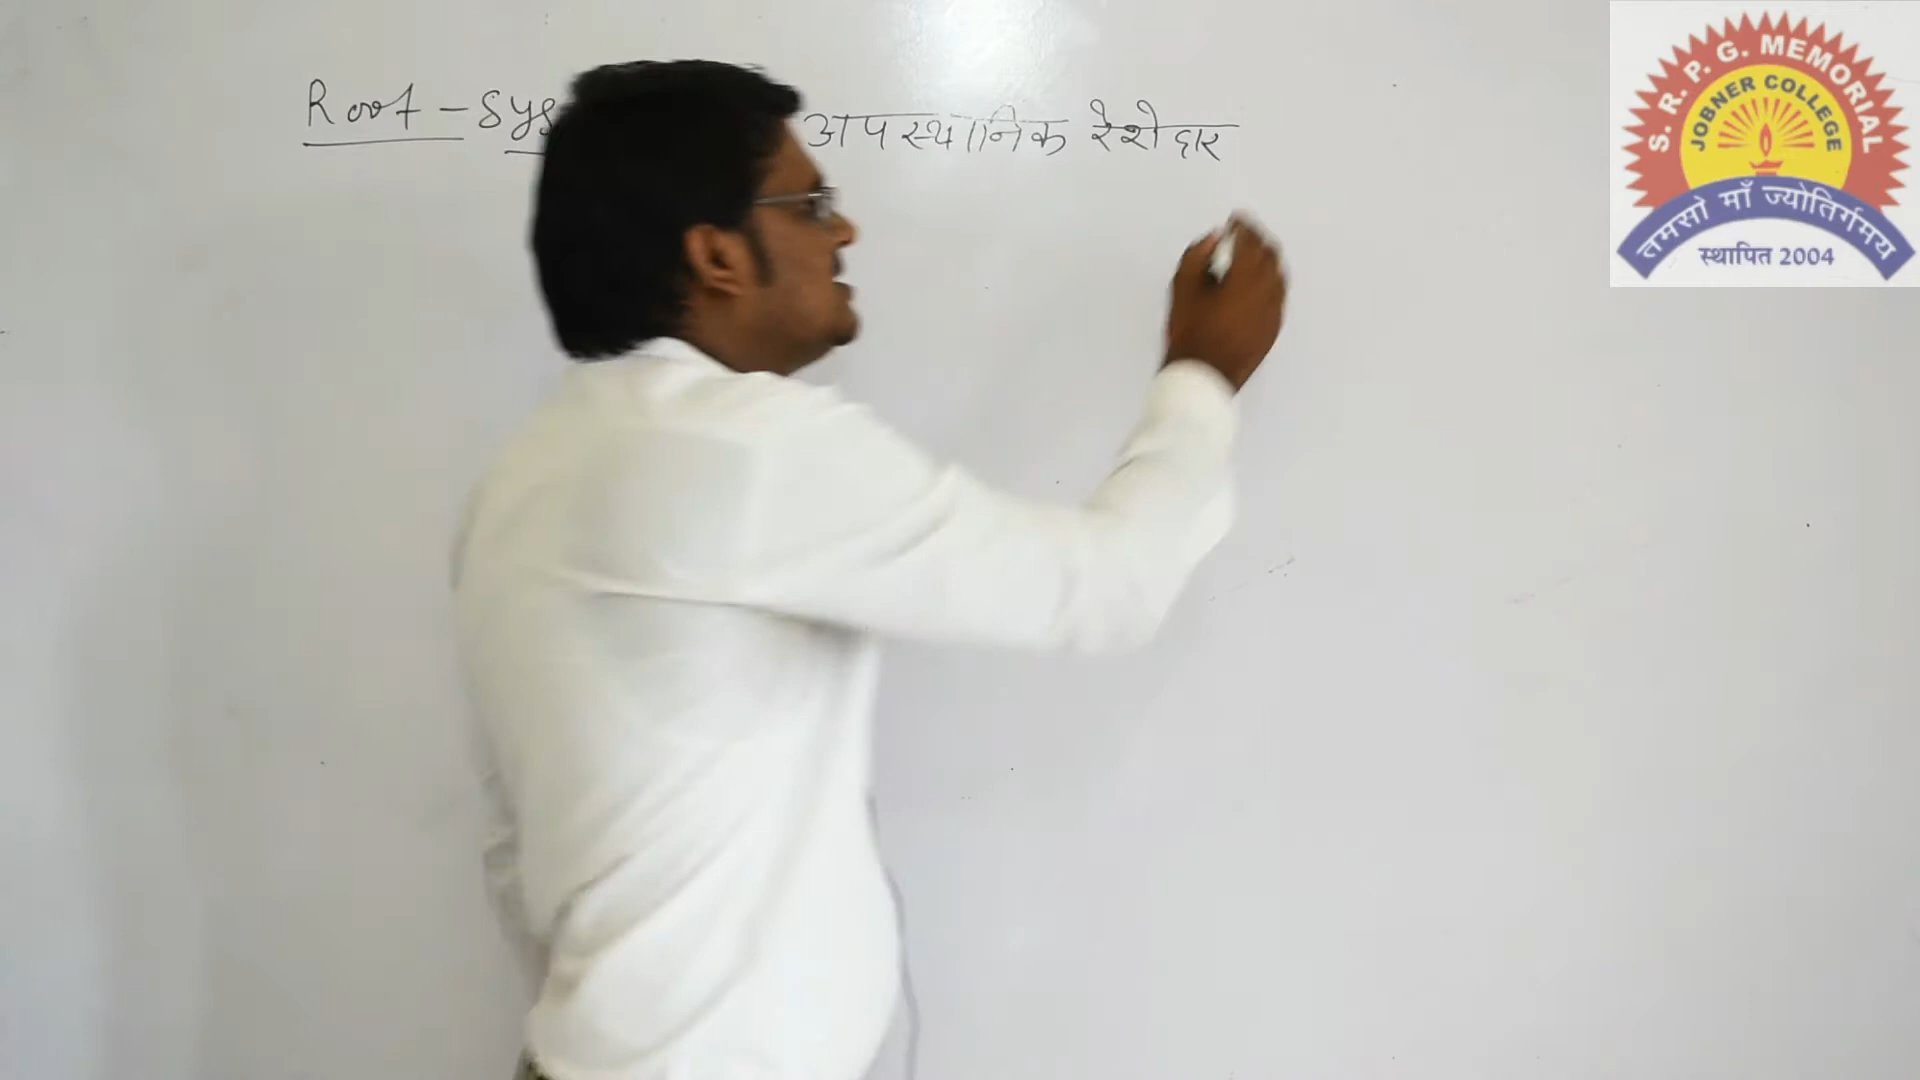 Root - Sys अपस्थानिक रेशेदार
S. R. P. G. MEMORIAL
JOBNER COLLEGE
तमसो माँ ज्योतिर्गमय
स्थापित 2004